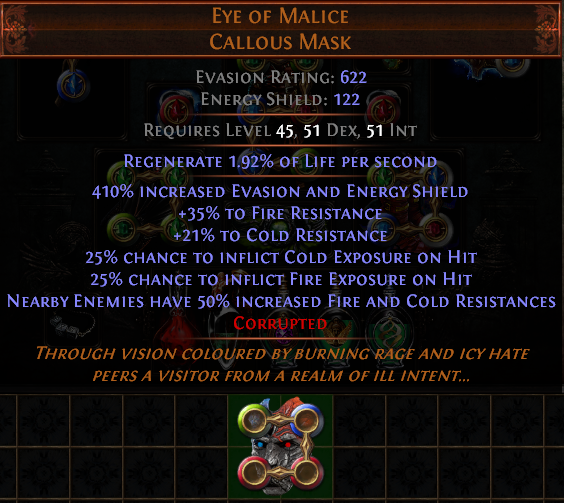 Eye of Malice
Callous Mask
Evasion Rating: 622
Energy Shield: 122
Requires Level 45, 51 Dex, 51 Int
Regenerate 1.92% of Life per second
410% increased Evasion and Energy Shield
+35% to Fire Resistance
+21% to Cold Resistance
25% chance to inflict Cold Exposure on Hit
25% chance to inflict Fire Exposure on Hit
Nearby Enemies have 50% increased Fire and Cold Resistances
Corrupted
Through vision coloured by burning rage and icy hate
peers a visitor from a realm of ill intent...